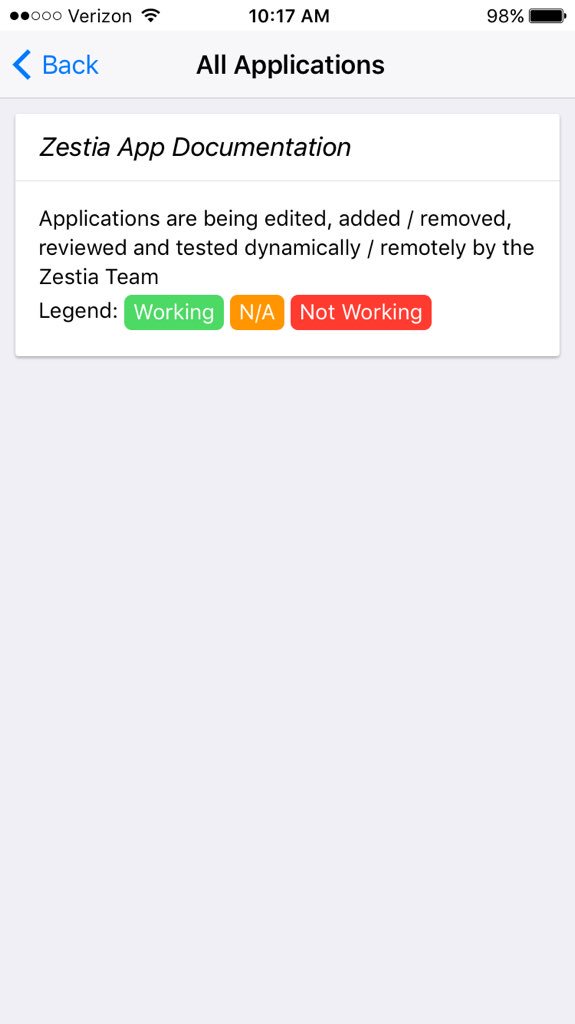 Verizon 10:17 AM 98%
Back All Applications
Zestia App Documentation
Applications are being edited, added / removed,
reviewed and tested dynamically / remotely by the
Zestia Team
Legend: Working N/A Not Working